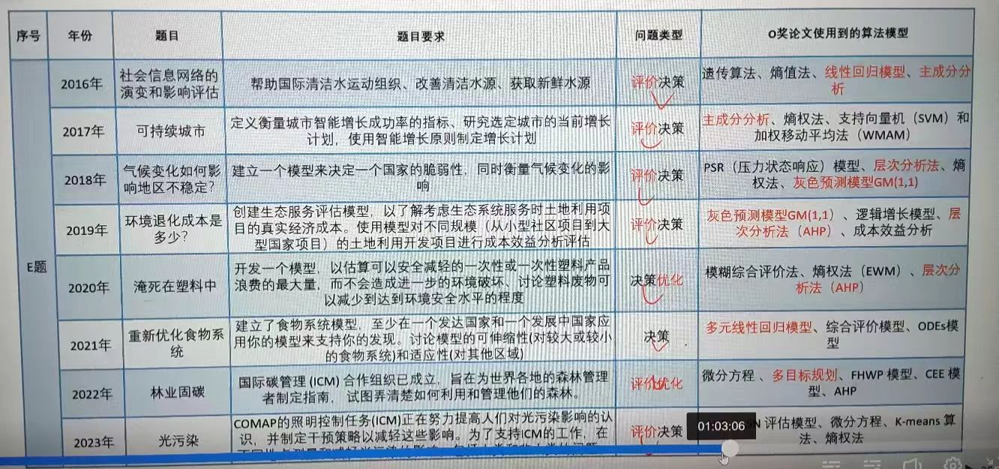 序号 年份 题目 题目要求 问题类型 O奖论文使用到的算法模型
E题
2016年
社会信息网络的
演变和影响评估
帮助国际清洁水运动组织、改善清洁水源、获取新鲜水源
评价决策
遗传算法、熵值法、线性回归模型、主成分分
析
2017年
可持续城市
定义衡量城市智能增长成功率的指标、研究选定城市的当前增长
计划，使用智能增长原则制定增长计划
评价决策
主成分分析、熵权法、支持向量机（SVM）和
加权移动平均法（WMAM）
2018年
气候变化如何影
响地区不稳定？
建立一个模型来决定一个国家的脆弱性，同时衡量气候变化的影
响
评价决策
PSR（压力状态响应）模型、层次分析法、熵
权法、灰色预测模型GM(1,1)
2019年
环境退化成本是
多少？
创建生态服务评估模型，以了解考虑生态系统服务时土地利用项
目的真实经济成本。使用模型对不同规模（从小型社区项目到大
型国家项目）的土地利用开发项目进行成本效益分析评估
评价决策
灰色预测模型GM(1,1）、逻辑增长模型、层
次分析法（AHP）、成本效益分析
2020年
淹死在塑料中
开发一个模型，以估算可以安全减轻的一次性或一次性塑料产品
浪费的最大量，而不会造成进一步的环境破坏、讨论塑料废物可
以减少到达到环境安全水平的程度
决策优化
模糊综合评价法、熵权法（EWM）、层次分
析法（AHP）
2021年
重新优化食物系
统
建立了食物系统模型，至少在一个发达国家和一个发展中国家应
用你的模型来支持你的发现。讨论模型的可伸缩性(对较大或较小
的食物系统)和适应性(对其他区域)
决策
多元线性回归模型、综合评价模型、ODEs模
型
2022年
林业固碳
国际碳管理 (ICM) 合作组织已成立，旨在为世界各地的森林管理
者制定指南，试图弄清楚如何利用和管理他们的森林。
评价优化
微分方程 、多目标规划、FHWP 模型、CEE 模
型、AHP
2023年
光污染
COMAP的照明控制任务(ICM)正在努力提高人们对光污染影响的认
识，并制定干预策略以减轻这些影响。为了支持ICM的工作，在
评价决策
N 评估模型、微分方程、K-means 算
法、熵权法
01:03:06